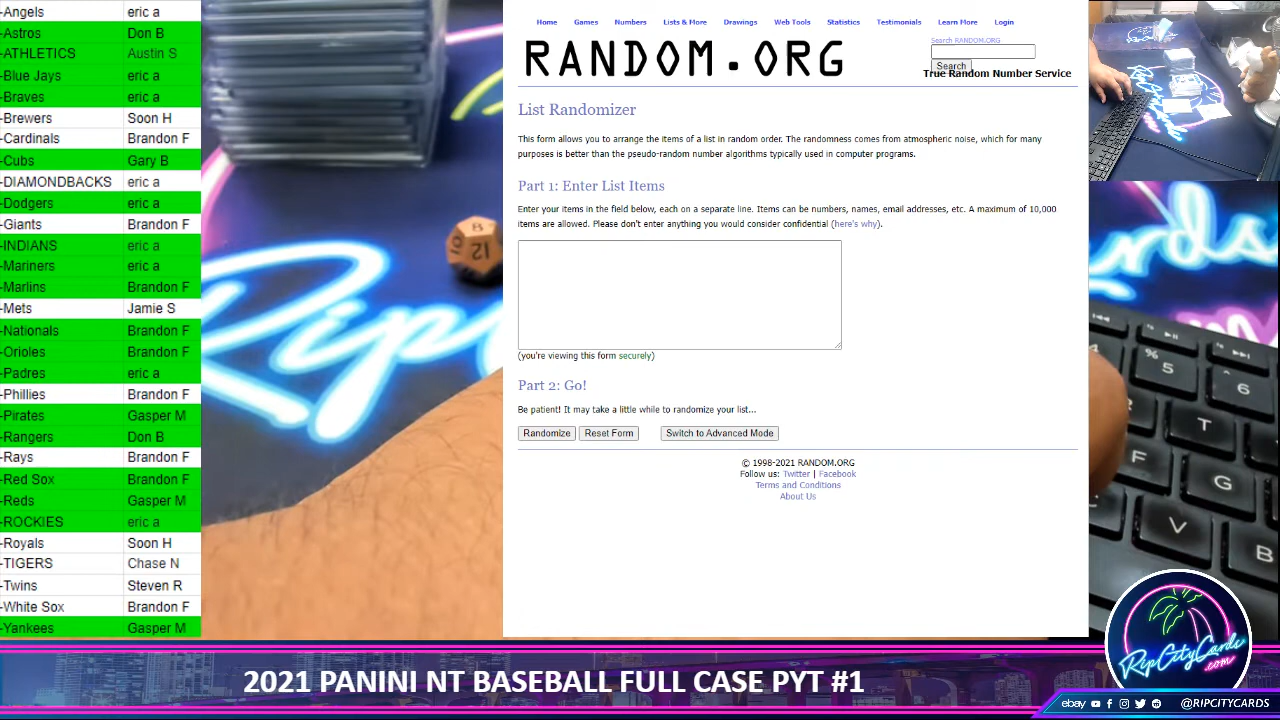 -Angels eric a
-Astros Don B
-ATHLETICS Austin S
-Blue Jays eric a
-Braves eric a
-Brewers Soon H
-Cardinals Brandon F
-Cubs Gary B
-DIAMONDBACKS eric a
-Dodgers eric a
-Giants Brandon F
-INDIANS eric a
-Mariners eric a
-Marlins Brandon F
-Mets Jamie S
-Nationals Brandon F
-Orioles Brandon F
-Padres eric a
-Phillies Brandon F
-Pirates Gasper M
-Rangers Don B
-Rays Brandon F
-Red Sox Brandon F
-Reds Gasper M
-ROCKIES eric a
-Royals Soon H
-TIGERS Chase N
-Twins Steven R
-White Sox Brandon F
-Yankees Gasper M
8
12
Home Games Numbers Lists & More Drawings Web Tools Statistics Testimonials Learn More Login
RANDOM.ORG
Search RANDOM.ORG
Search
True Random Number Service
List Randomizer
This form allows you to arrange the items of a list in random order. The randomness comes from atmospheric noise, which for many
purposes is better than the pseudo-random number algorithms typically used in computer programs.
Part 1: Enter List Items
Enter your items in the field below, each on a separate line. Items can be numbers, names, email addresses, etc. A maximum of 10,000
items are allowed. Please don't enter anything you would consider confidential (here's why).
(you're viewing this form securely)
Part 2: Go!
Be patient! It may take a little while to randomize your list...
Randomize Reset Form Switch to Advanced Mode
© 1998-2021 RANDOM.ORG
Follow us: Twitter | Facebook
Terms and Conditions
About Us
%
5
^
6
T
F
G
V
B
RipCityCards
.com
2021 PANINI NT BASEBALL FULL CASE PYT #1
ebay @RIPCITYCARDS